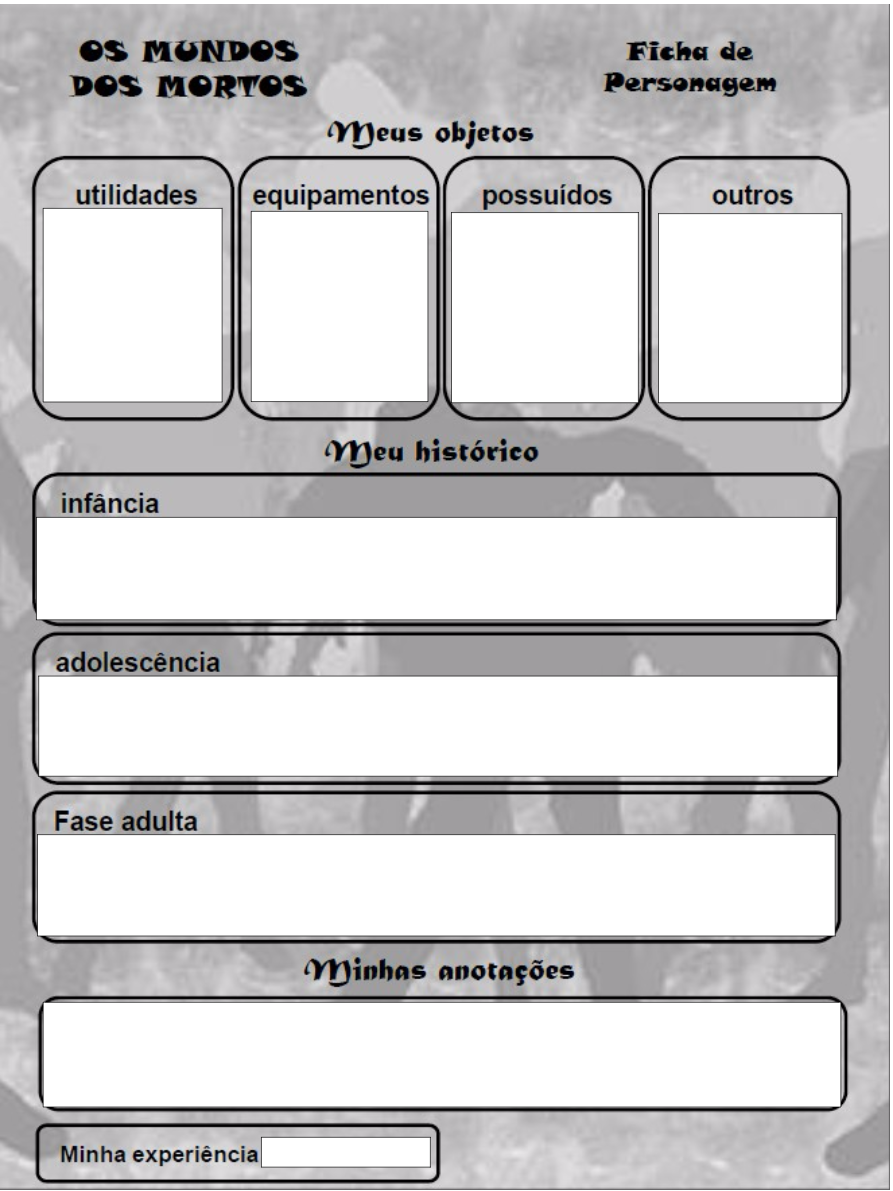 OS MUNDOS
DOS MORTOS
Ficha de
Personagem
Meus objetos
utilidades
equipamentos
possuídos
outros
Meu histórico
infância
adolescência
Fase adulta
Minhas anotações
Minha experiência